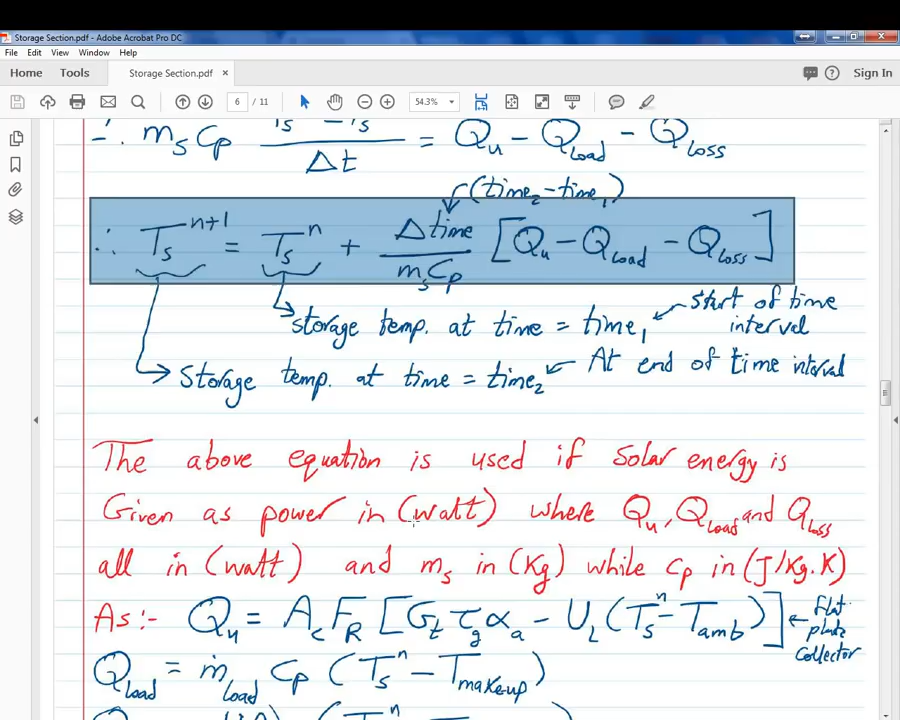 Storage Section.pdf - Adobe Acrobat Pro DC
File Edit View Window Help
Home Tools Storage Section.pdf × Sign In
6 / 11 54.3%
∴ m_s C_p (T_s - T_s)/Δt = Q_u - Q_Load - Q_Loss
(time_2 - time_1)
∴ T_s^{n+1} = T_s^n + Δtime/(m_s C_p) [Q_u - Q_Load - Q_Loss]
storage temp. at time = time_1 ← start of time interval
Storage temp. at time = time_2 ← At end of time interval
The above equation is used if solar energy is
Given as power in (watt) where Q_u, Q_Load and Q_Loss
all in (watt) and m_s in (Kg) while C_p in (J/Kg.K)
As:- Q_u = A_c F_R [G_t τ_g α_a - U_L (T_s^n - T_amb)] ← flat plate collector
Q_Load = ṁ_Load C_p (T_s^n - T_make-up)